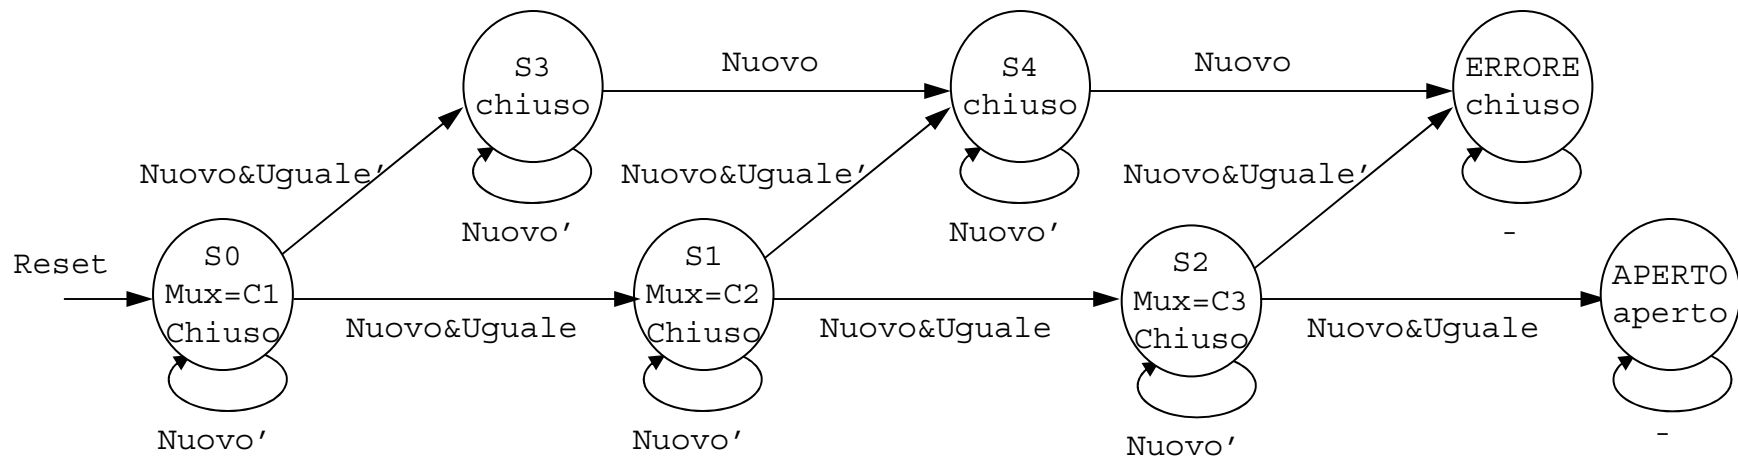 Nuovo
Nuovo
S3
chiuso
S4
chiuso
ERRORE
chiuso
Nuovo&Uguale’
Nuovo&Uguale’
Nuovo&Uguale’
Nuovo’
Nuovo’
-
Reset
S0
Mux=C1
Chiuso
S1
Mux=C2
Chiuso
S2
Mux=C3
Chiuso
APERTO
aperto
Nuovo&Uguale
Nuovo&Uguale
Nuovo&Uguale
Nuovo’
Nuovo’
Nuovo’
-